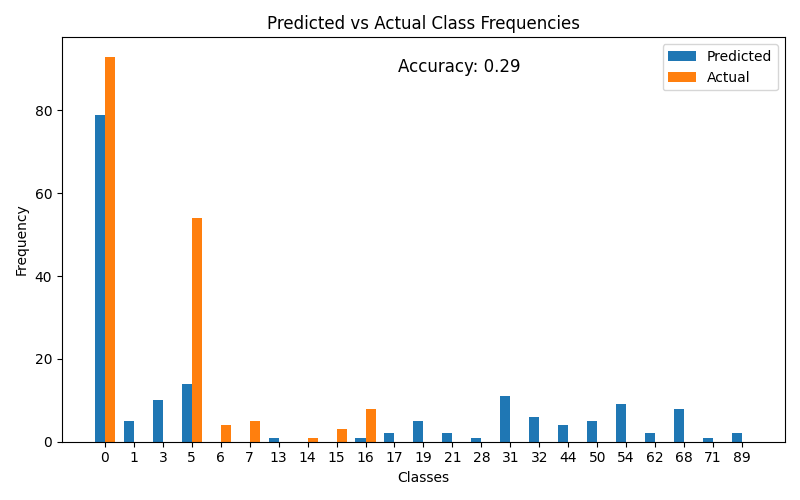 Predicted vs Actual Class Frequencies
Accuracy: 0.29
Predicted
Actual
80
60
40
20
0
Frequency
0 1 3 5 6 7 13 14 15 16 17 19 21 28 31 32 44 50 54 62 68 71 89
Classes